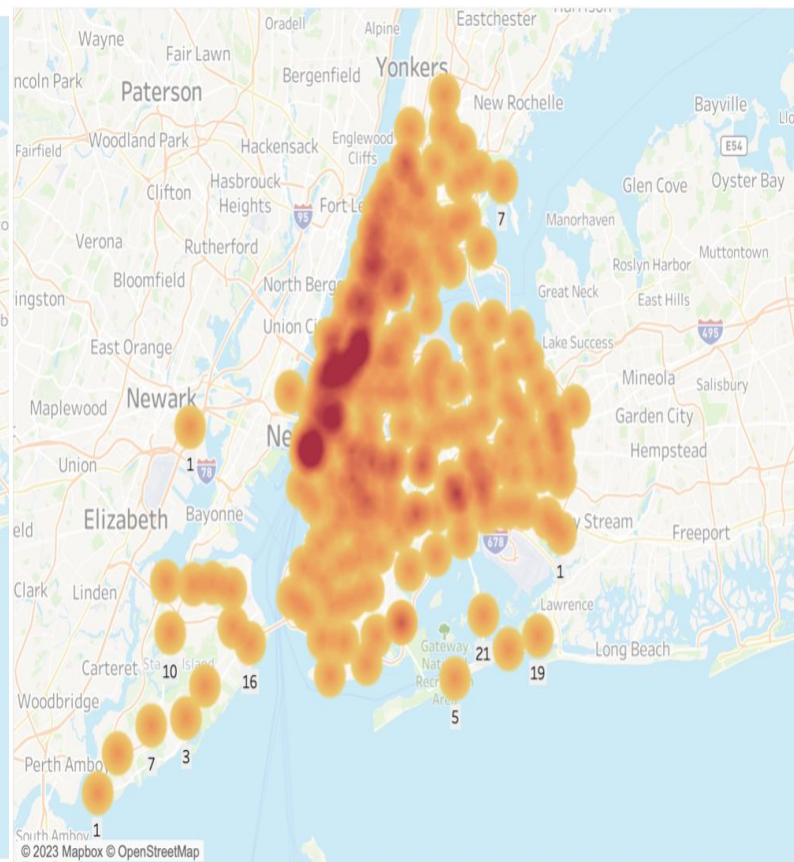 Harrison
Oradell
Alpine
Eastchester
Wayne
Fair Lawn
Yonkers
Bergenfield
ncoln Park
Paterson
New Rochelle
Bayville
Woodland Park
Hackensack
Englewood
Cliffs
E54
Fairfield
Clifton
Hasbrouck
Heights
Fort Le
Glen Cove
Oyster Bay
95
7
Manorhaven
Verona
Rutherford
Muttontown
Roslyn Harbor
Bloomfield
North Berg
Great Neck
East Hills
ingston
Union Ci
495
East Orange
Lake Success
Mineola
Salisbury
Newark
Maplewood
Garden City
Ne
Hempstead
1
Union
78
Elizabeth
Bayonne
y Stream
Freeport
678
1
Clark
Linden
Lawrence
Gateway
21
Long Beach
Carteret
10
16
19
5
Woodbridge
Perth Amboy
7
3
1
South Amboy
© 2023 Mapbox © OpenStreetMap